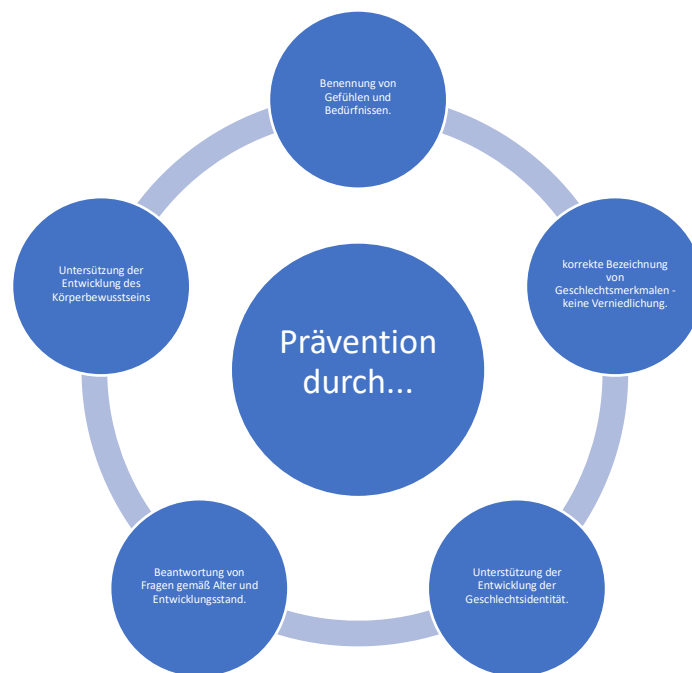 Benennung von
Gefühlen und
Bedürfnissen.
korrekte Bezeichnung
von
Geschlechtsmerkmalen -
keine Verniedlichung.
Unterstützung der
Entwicklung der
Geschlechtsidentität.
Beantwortung von
Fragen gemäß Alter und
Entwicklungsstand.
Untersützung der
Entwicklung des
Körperbewusstseins
Prävention
durch...